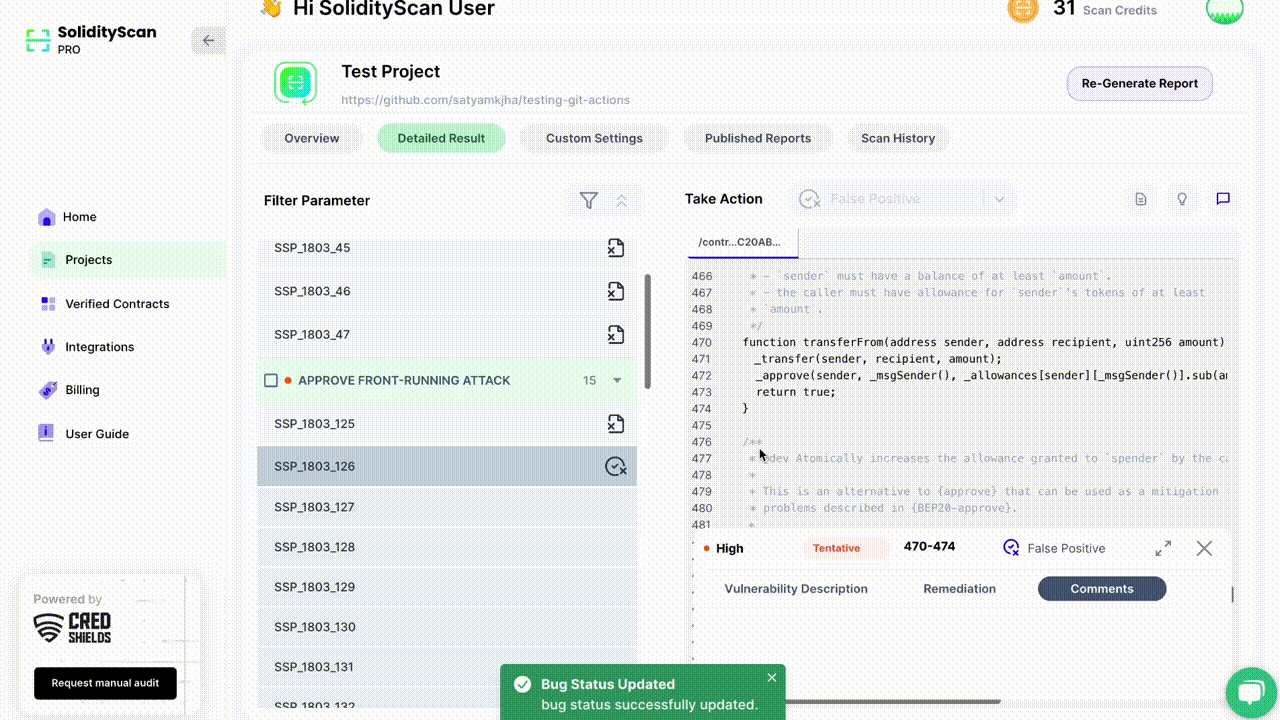 SolidityScan
PRO
👋 Hi SolidityScan User
31 Scan Credits
Test Project
https://github.com/satyamkjha/testing-git-actions
Re-Generate Report
Overview
Detailed Result
Custom Settings
Published Reports
Scan History
Home
Projects
Verified Contracts
Integrations
Billing
User Guide
Powered by
CRED
SHIELDS
Request manual audit
Filter Parameter
SSP_1803_45
SSP_1803_46
SSP_1803_47
APPROVE FRONT-RUNNING ATTACK 15
SSP_1803_125
SSP_1803_126
SSP_1803_127
SSP_1803_128
SSP_1803_129
SSP_1803_130
SSP_1803_131
SSP_1803_132
Take Action
False Positive
/contr...C20AB...
466 * - `sender` must have a balance of at least `amount`.
467 * - the caller must have allowance for `sender`'s tokens of at least
468 * `amount`.
469 */
470 function transferFrom(address sender, address recipient, uint256 amount)
471 _transfer(sender, recipient, amount);
472 _approve(sender, _msgSender(), _allowances[sender][_msgSender()].sub(
473 return true;
474 }
475
476 /**
477 * @dev Atomically increases the allowance granted to `spender` by the
478 *
479 * This is an alternative to {approve} that can be used as a mitigation
480 * problems described in {BEP20-approve}.
481 *
High
Tentative
470-474
False Positive
Vulnerability Description
Remediation
Comments
Bug Status Updated
bug status successfully updated.